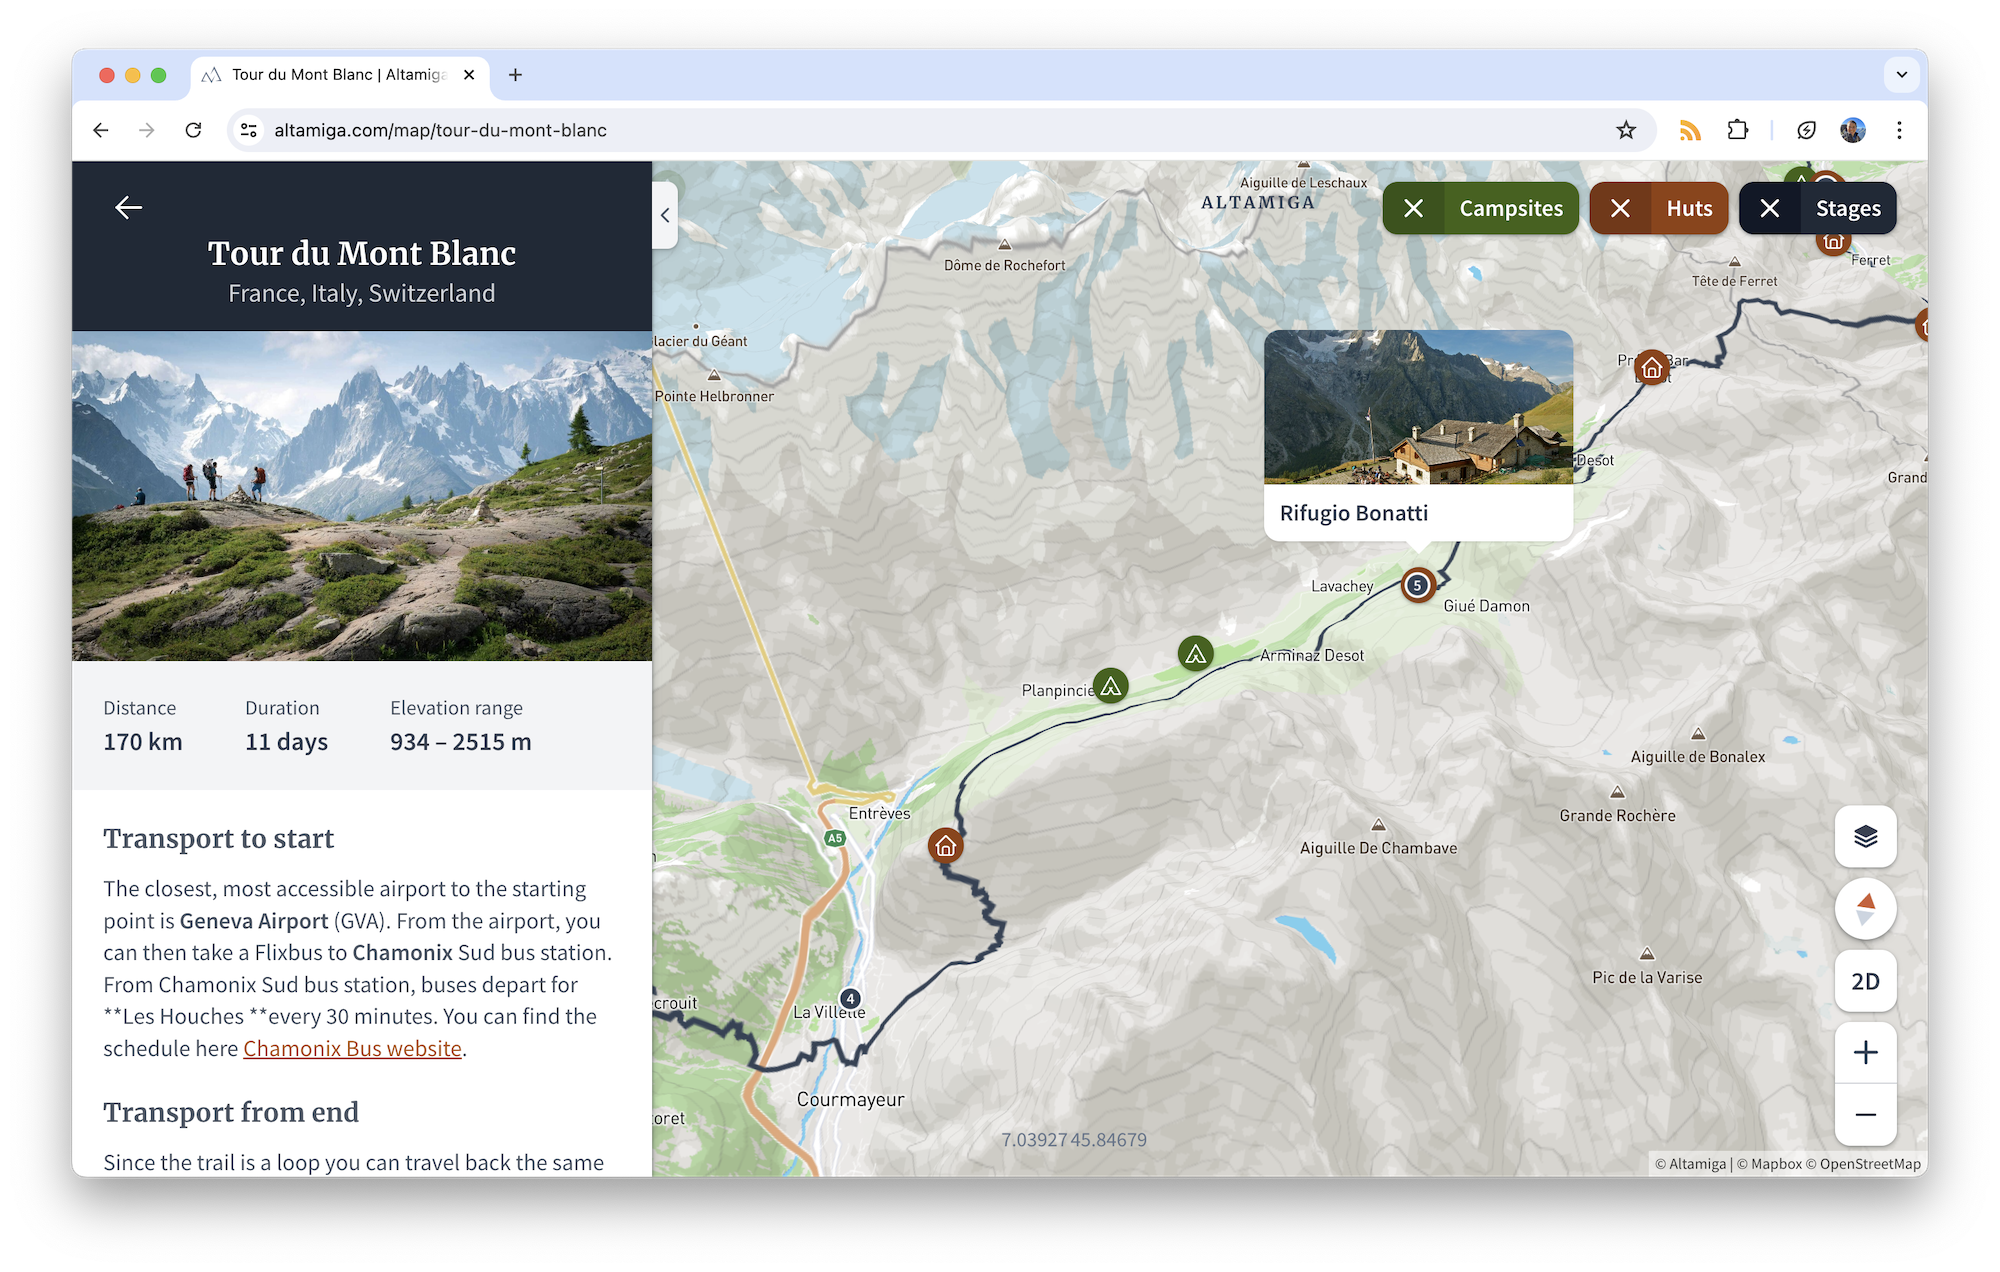 Tour du Mont Blanc | Altamiga
altamiga.com/map/tour-du-mont-blanc
Tour du Mont Blanc
France, Italy, Switzerland
Distance
170 km
Duration
11 days
Elevation range
934 – 2515 m
Transport to start
The closest, most accessible airport to the starting
point is Geneva Airport (GVA). From the airport, you
can then take a Flixbus to Chamonix Sud bus station.
From Chamonix Sud bus station, buses depart for
**Les Houches **every 30 minutes. You can find the
schedule here Chamonix Bus website.
Transport from end
Since the trail is a loop you can travel back the same
Aiguille de Leschaux
ALTAMIGA
Campsites
Huts
Stages
Dôme de Rochefort
Ferret
Tête de Ferret
lacier du Géant
Pointe Helbronner
Bar
Desot
Grand
Rifugio Bonatti
Lavachey
5
Giué Damon
Arminaz Desot
Planpincie
Aiguille de Bonalex
Grande Rochère
Entrèves
A5
Aiguille De Chambave
Pic de la Varise
2D
ecrouit
4
La Villette
Courmayeur
oret
7.03927 45.84679
© Altamiga | © Mapbox © OpenStreetMap